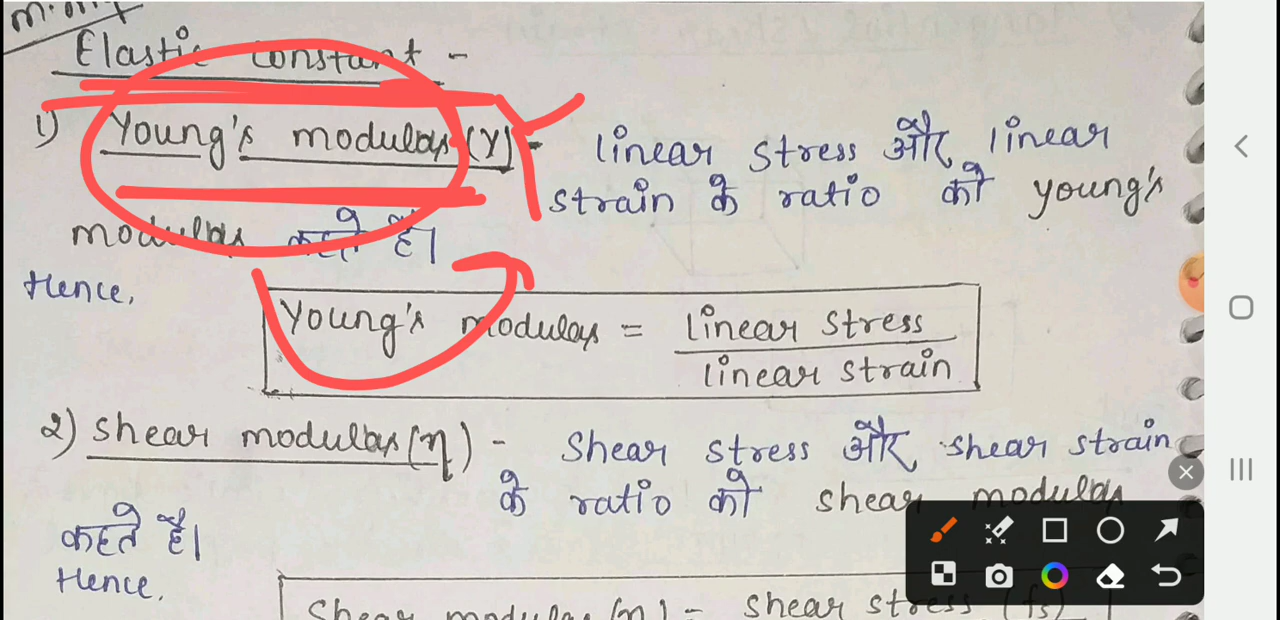 Elastic constant -
1) Young's modulas (Y) - linear stress और linear
strain के ratio को young's
modulas कहते है।
Hence,
Young's modulas = linear stress
linear strain
2) shear modulas (η) - Shear stress और shear strain
के ratio को shear modulas
कहते है।
Hence,
Shear modulas (η) = shear stress (fs)